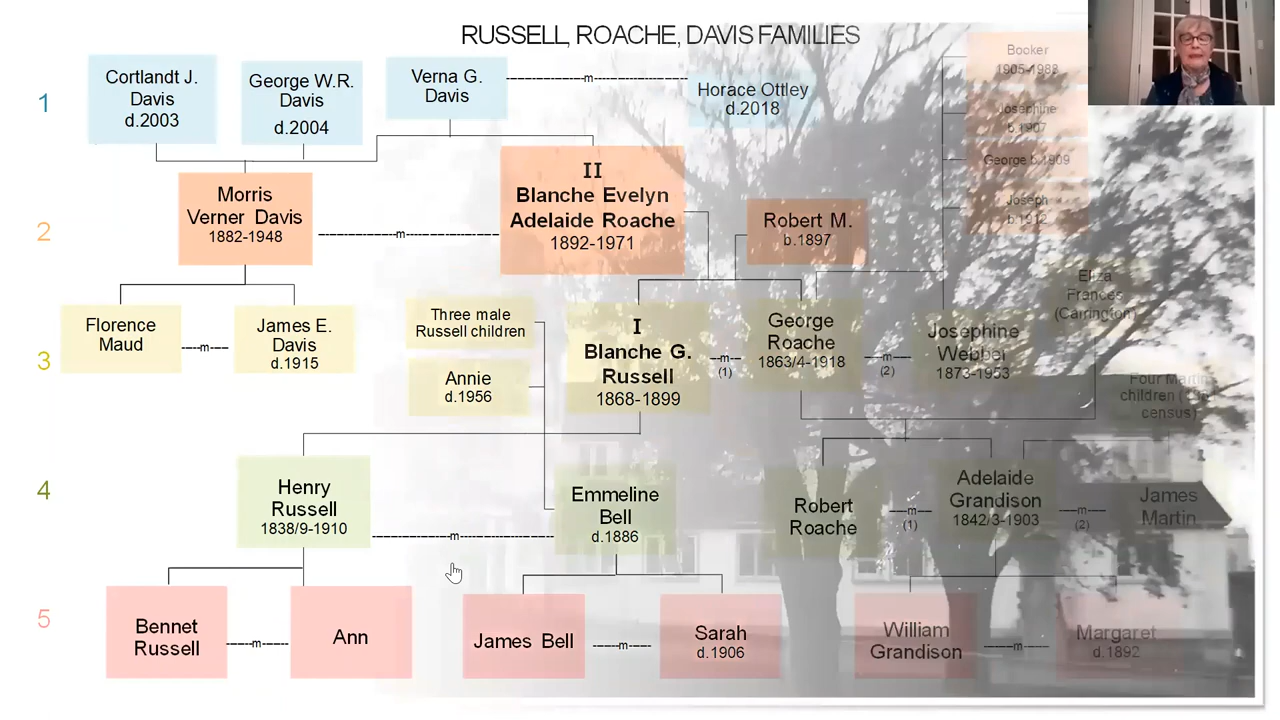 RUSSELL, ROACHE, DAVIS FAMILIES
1
Cortlandt J.
Davis
d.2003
George W.R.
Davis
d.2004
Verna G.
Davis
m
Horace Ottley
d.2018
Booker
1905-1988
Josephine
b.1907
George b.1909
Joseph
b.1912
2
Morris
Verner Davis
1882-1948
m
II
Blanche Evelyn
Adelaide Roache
1892-1971
Robert M.
b.1897
3
Florence
Maud
m
James E.
Davis
d.1915
Three male
Russell children
Annie
d.1956
I
Blanche G.
Russell
1868-1899
m
(1)
George
Roache
1863/4-1918
m
(2)
Josephine
Webber
1873-1953
Eliza
Frances
(Carrington)
Four Martin
children (
census)
4
Henry
Russell
1838/9-1910
m
Emmeline
Bell
d.1886
Robert
Roache
m
(1)
Adelaide
Grandison
1842/3-1903
m
(2)
James
Martin
5
Bennet
Russell
m
Ann
James Bell
m
Sarah
d.1906
William
Grandison
m
Margaret
d.1892